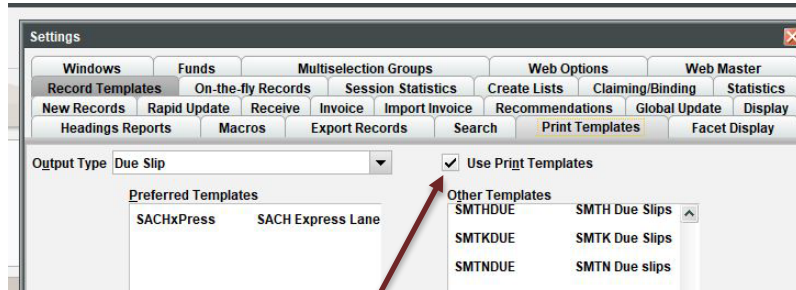 Settings
Windows Funds Multiselection Groups Web Options Web Master
Record Templates On-the-fly Records Session Statistics Create Lists Claiming/Binding Statistics
New Records Rapid Update Receive Invoice Import Invoice Recommendations Global Update Display
Headings Reports Macros Export Records Search Print Templates Facet Display
Output Type Due Slip Use Print Templates
Preferred Templates Other Templates
SACHxPress SACH Express Lane SMTHDUE SMTH Due Slips
SMTKDUE SMTK Due Slips
SMTNDUE SMTN Due slips